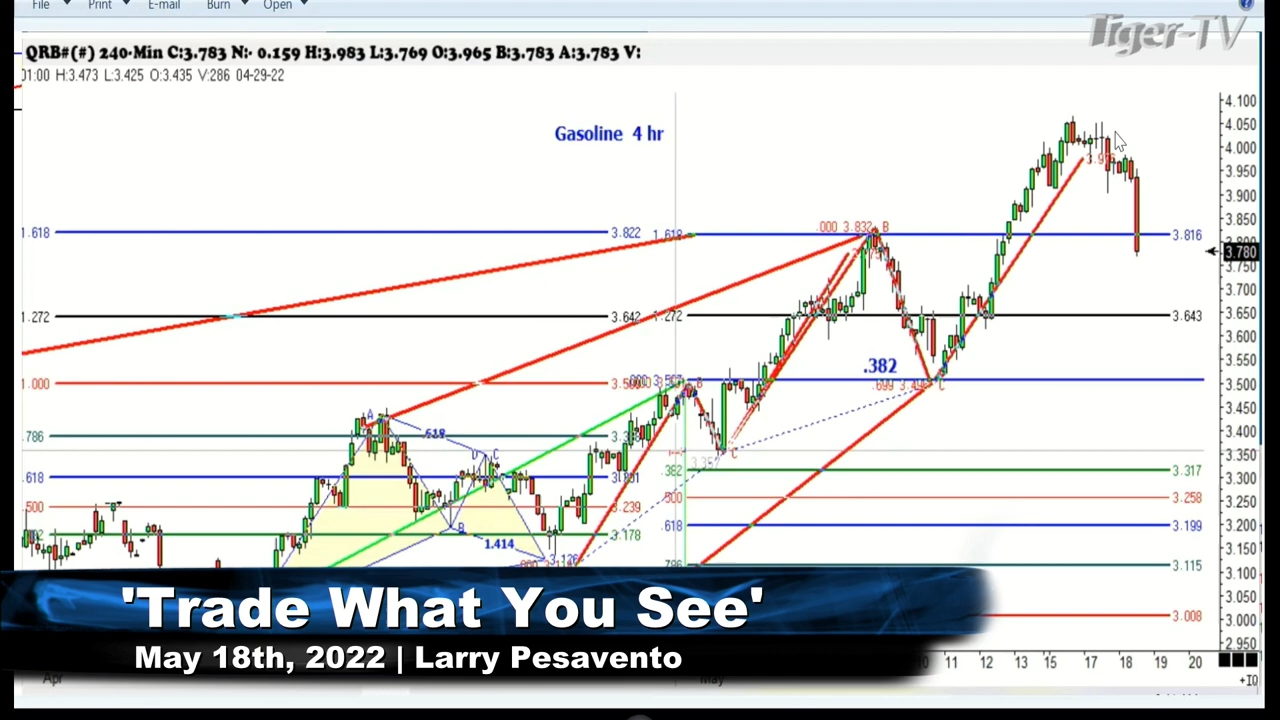 File Print E-mail Burn Open
Tiger-TV
QRB#(#) 240-Min C:3.783 N:- 0.159 H:3.983 L:3.769 O:3.965 B:3.783 A:3.783 V:
01:00 H:3.473 L:3.425 O:3.435 V:286 04-29-22
Gasoline 4 hr
4.100
4.050
4.000
3.950
3.900
3.850
3.780
3.750
3.700
3.650
3.600
3.550
3.500
3.450
3.400
3.350
3.300
3.250
3.200
3.150
3.100
3.050
3.000
2.950
1.618 3.822 .000 3.832 B 3.816
1.272 3.642 1.272 3.643
1.000 .382 C
.786 A .618
.618 C C
.500 3.239 .382 3.317
B .500 3.258
3.178 .618 3.199
1.414 3.126
3.115
3.008
'Trade What You See'
May 18th, 2022 | Larry Pesavento
Apr May 10 11 12 13 15 16 17 18 19 20
+IO